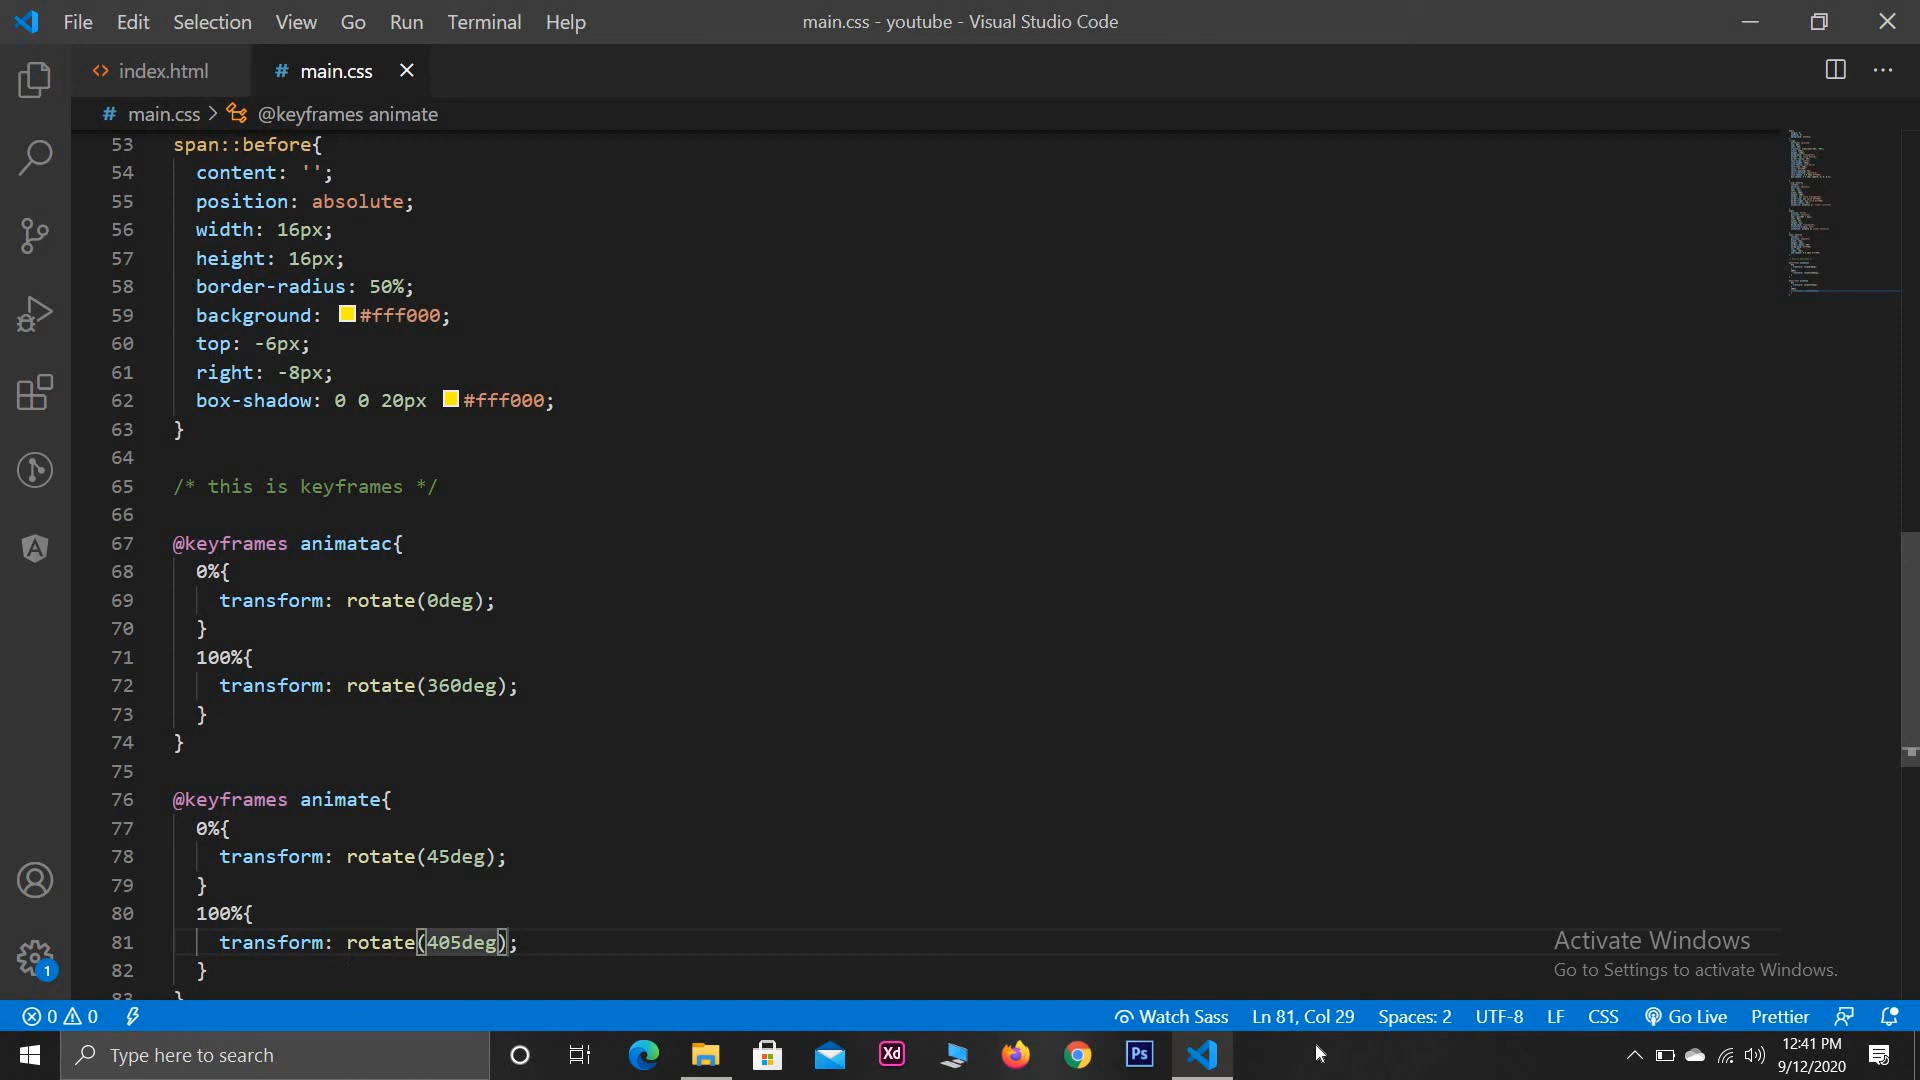 File Edit Selection View Go Run Terminal Help
main.css - youtube - Visual Studio Code
<> index.html
# main.css
# main.css > @keyframes animate
53 span::before{
54 content: '';
55 position: absolute;
56 width: 16px;
57 height: 16px;
58 border-radius: 50%;
59 background: #fff000;
60 top: -6px;
61 right: -8px;
62 box-shadow: 0 0 20px #fff000;
63 }
64
65 /* this is keyframes */
66
67 @keyframes animatac{
68 0%{
69 transform: rotate(0deg);
70 }
71 100%{
72 transform: rotate(360deg);
73 }
74 }
75
76 @keyframes animate{
77 0%{
78 transform: rotate(45deg);
79 }
80 100%{
81 transform: rotate(405deg);
82 }
83 }
Activate Windows
Go to Settings to activate Windows.
1
0 0 Watch Sass Ln 81, Col 29 Spaces: 2 UTF-8 LF CSS Go Live Prettier
Type here to search
Xd
Ps
12:41 PM
9/12/2020